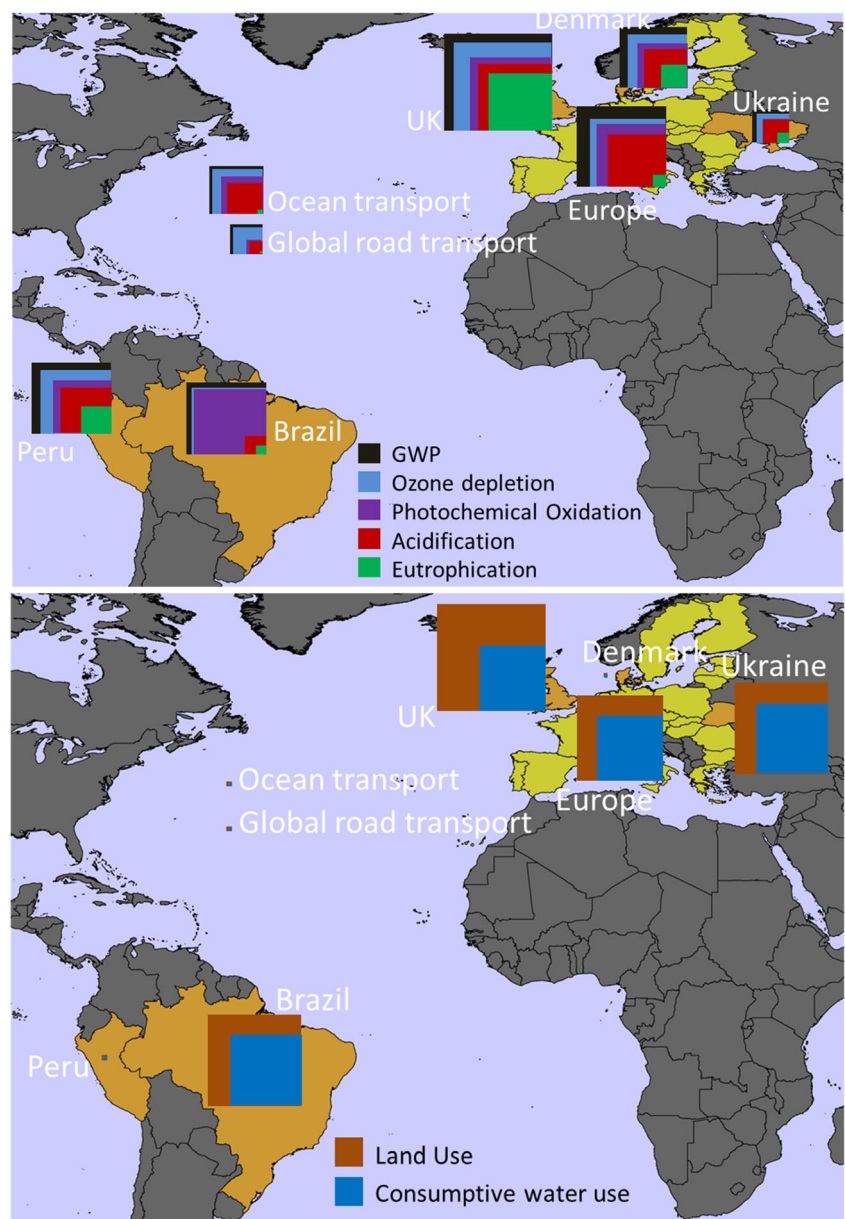 Denmark
UK
Ukraine
Europe
Ocean transport
Global road transport
Peru
Brazil
GWP
Ozone depletion
Photochemical Oxidation
Acidification
Eutrophication
Denmark
Ukraine
UK
Europe
Ocean transport
Global road transport
Brazil
Peru
Land Use
Consumptive water use